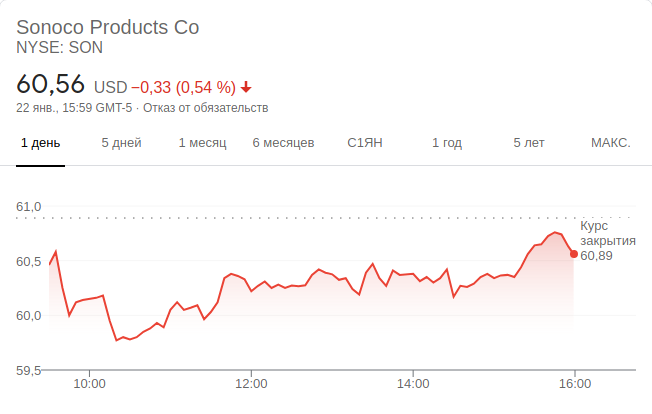 Sonoco Products Co
NYSE: SON
60,56 USD −0,33 (0,54 %)
22 янв., 15:59 GMT-5 · Отказ от обязательств
1 день 5 дней 1 месяц 6 месяцев С1ЯН 1 год 5 лет МАКС.
61,0
Курс
закрытия
60,89
60,5
60,0
59,5
10:00 12:00 14:00 16:00